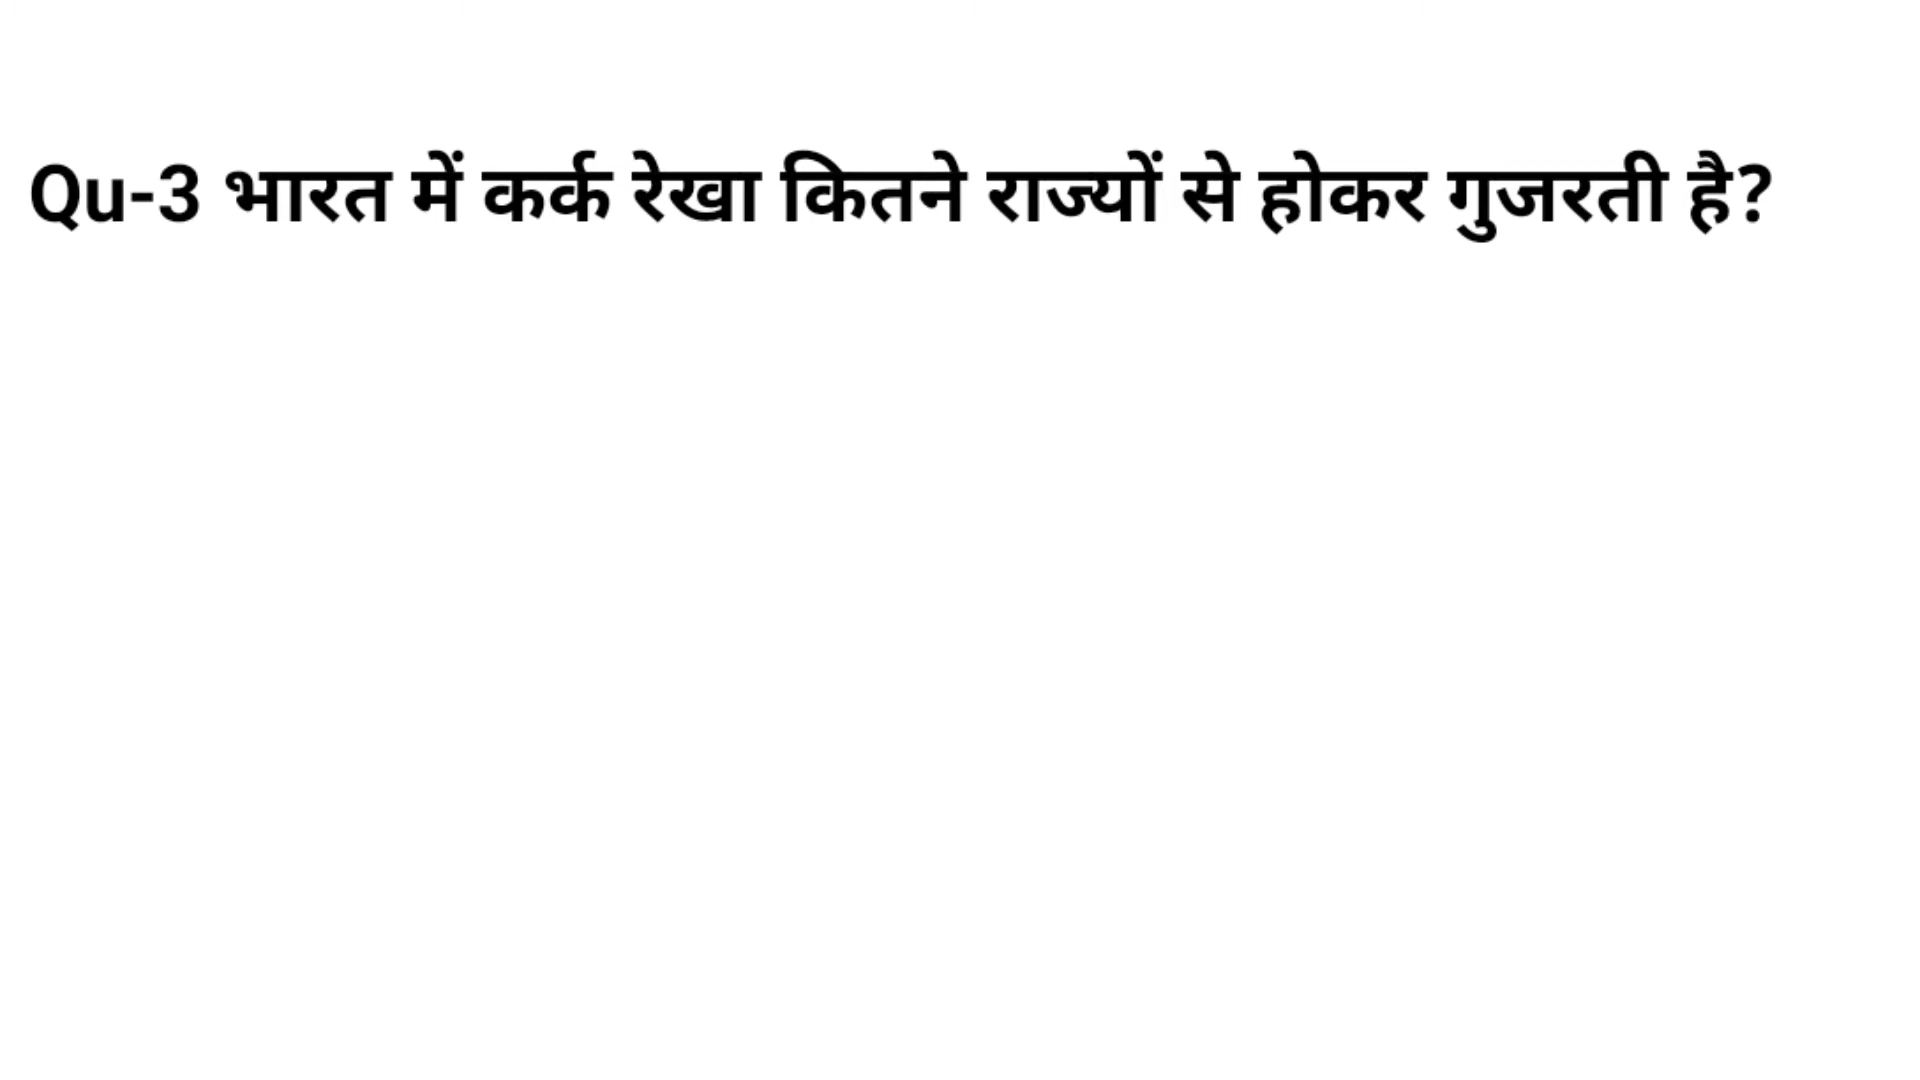 Qu-3 भारत में कर्क रेखा कितने राज्यों से होकर गुजरती है?